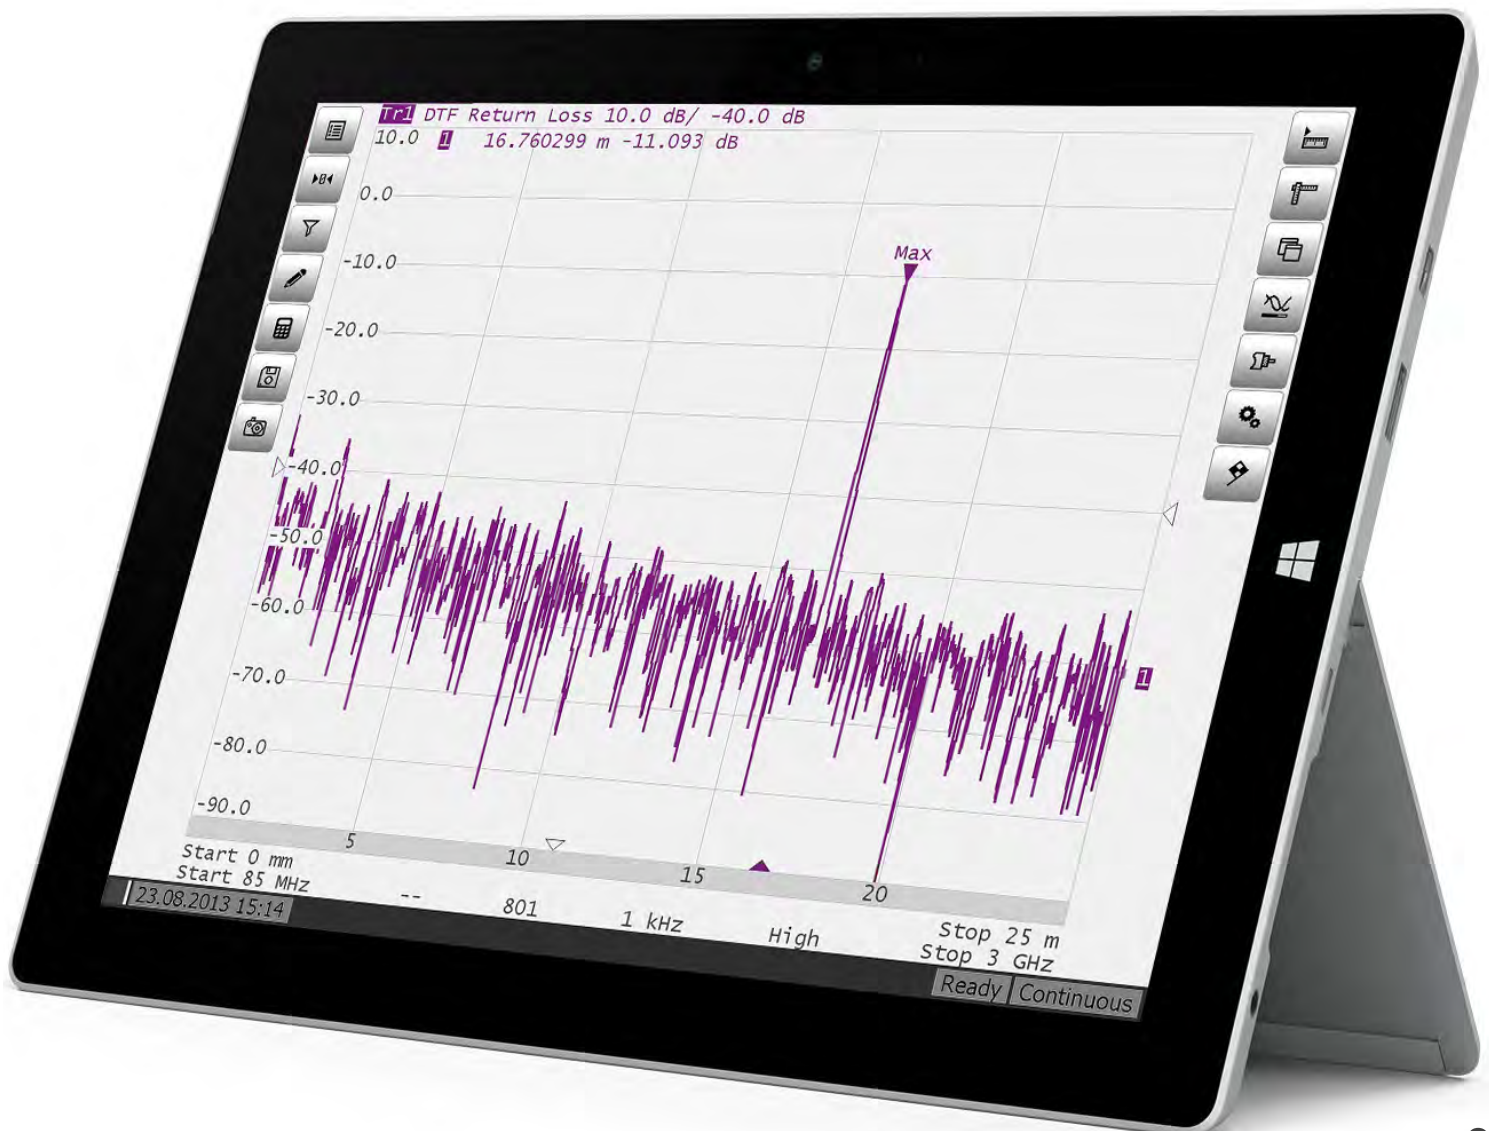 Tr1 DTF Return Loss 10.0 dB/ -40.0 dB
10.0 1 16.760299 m -11.093 dB
0.0
Max
-10.0
-20.0
-30.0
-40.0
-50.0
-60.0
-70.0
1
-80.0
-90.0
5 10 15 20
Start 0 mm Stop 25 m
Start 85 MHz -- 801 1 kHz High Stop 3 GHz
23.08.2013 15:14 Ready Continuous